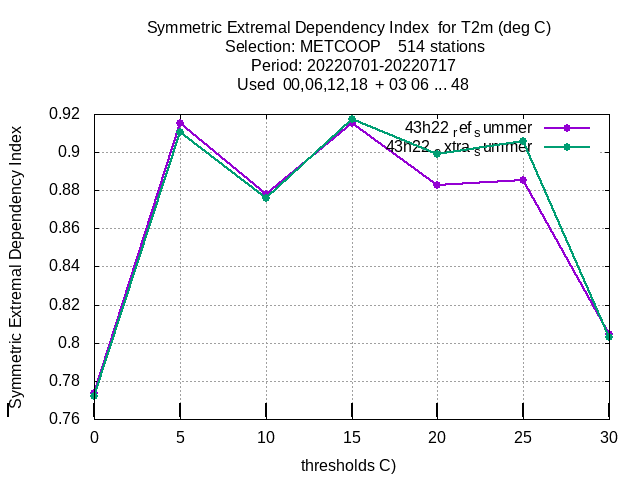 Symmetric Extremal Dependency Index for T2m (deg C)
Selection: METCOOP 514 stations
Period: 20220701-20220717
Used 00,06,12,18 + 03 06 ... 48
Symmetric Extremal Dependency Index
0.92
0.9
0.88
0.86
0.84
0.82
0.8
0.78
0.76
43h22refsummer
43h22extrasummer
0 5 10 15 20 25 30
thresholds C)